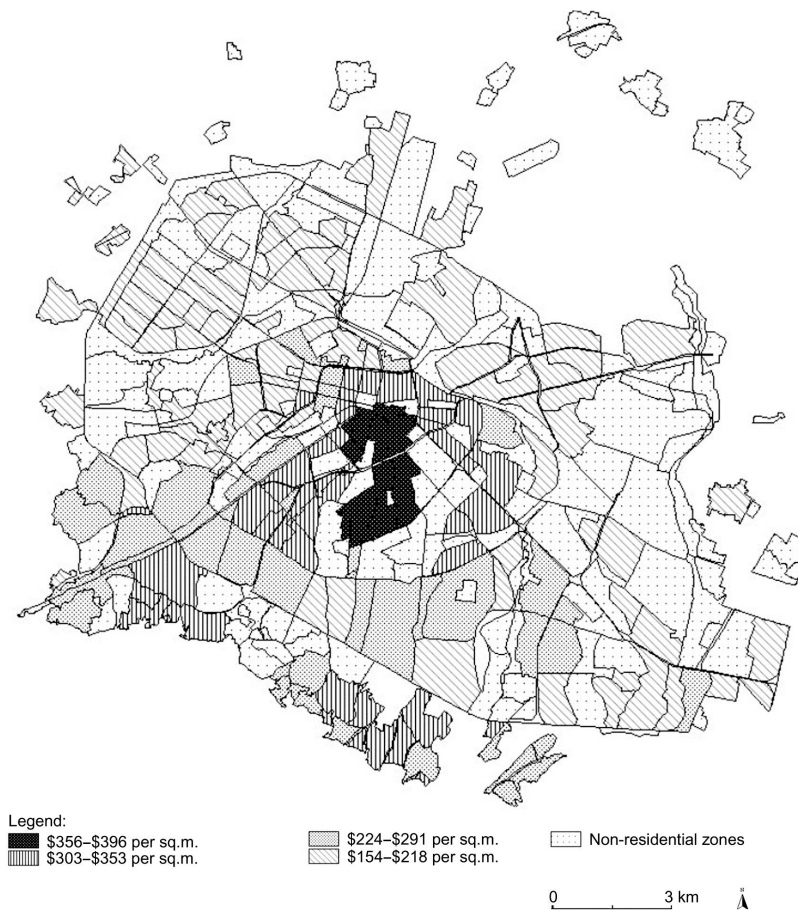 Legend:
$356–$396 per sq.m.
$303–$353 per sq.m.
$224–$291 per sq.m.
$154–$218 per sq.m.
Non-residential zones
0 3 km